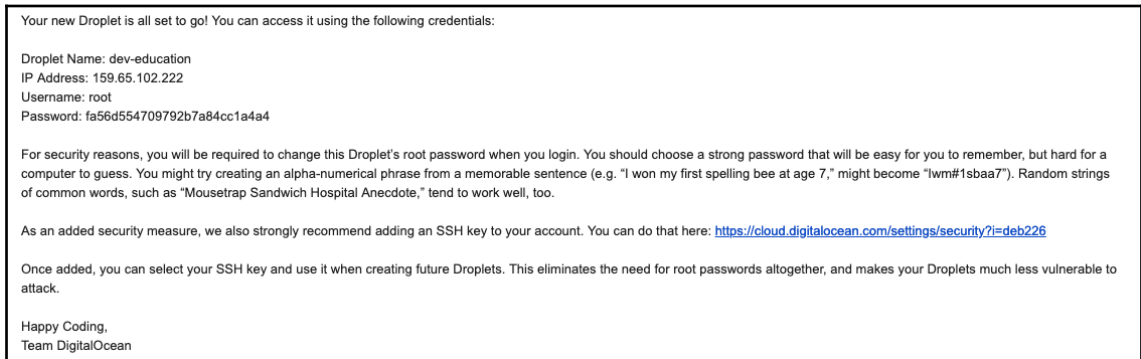 Your new Droplet is all set to go! You can access it using the following credentials:
Droplet Name: dev-education
IP Address: 159.65.102.222
Username: root
Password: fa56d554709792b7a84cc1a4a4
For security reasons, you will be required to change this Droplet's root password when you login. You should choose a strong password that will be easy for you to remember, but hard for a
computer to guess. You might try creating an alpha-numerical phrase from a memorable sentence (e.g. “I won my first spelling bee at age 7,” might become “Iwm#1sbaa7”). Random strings
of common words, such as “Mousetrap Sandwich Hospital Anecdote,” tend to work well, too.
As an added security measure, we also strongly recommend adding an SSH key to your account. You can do that here: https://cloud.digitalocean.com/settings/security?i=deb226
Once added, you can select your SSH key and use it when creating future Droplets. This eliminates the need for root passwords altogether, and makes your Droplets much less vulnerable to
attack.
Happy Coding,
Team DigitalOcean